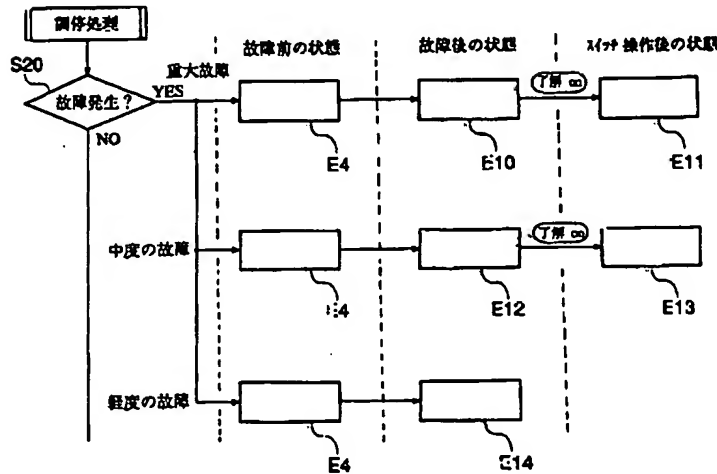 調停処理
故障前の状態
故障後の状態
スイッチ 操作後の状態
S20
故障発生？
YES
重大故障
NO
了解
E4
E10
E11
中度の故障
了解
E4
E12
E13
軽度の故障
E4
E14